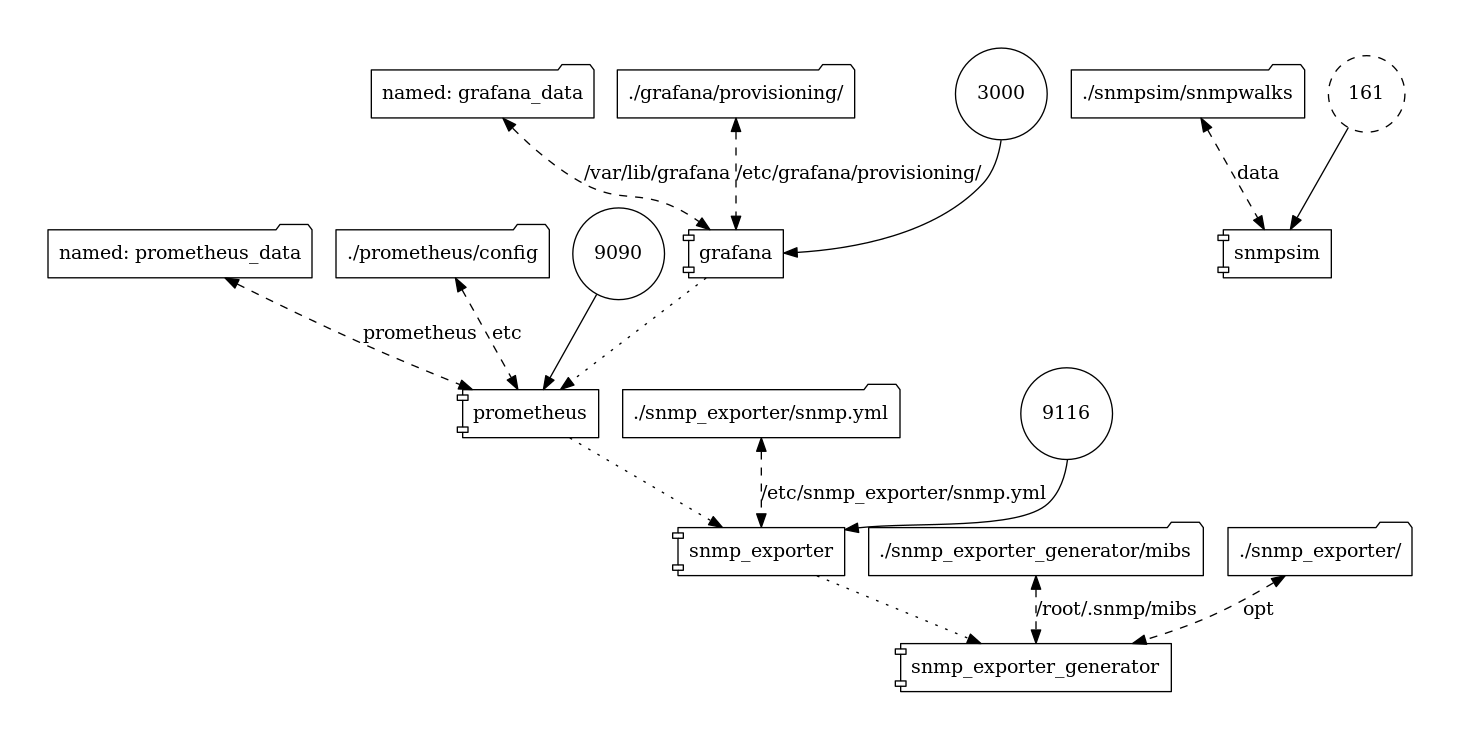 named: grafana_data
./grafana/provisioning/
3000
./snmpsim/snmpwalks
161
/var/lib/grafana
/etc/grafana/provisioning/
data
named: prometheus_data
./prometheus/config
9090
grafana
snmpsim
prometheus
etc
prometheus
./snmp_exporter/snmp.yml
9116
/etc/snmp_exporter/snmp.yml
snmp_exporter
./snmp_exporter_generator/mibs
./snmp_exporter/
/root/.snmp/mibs
opt
snmp_exporter_generator